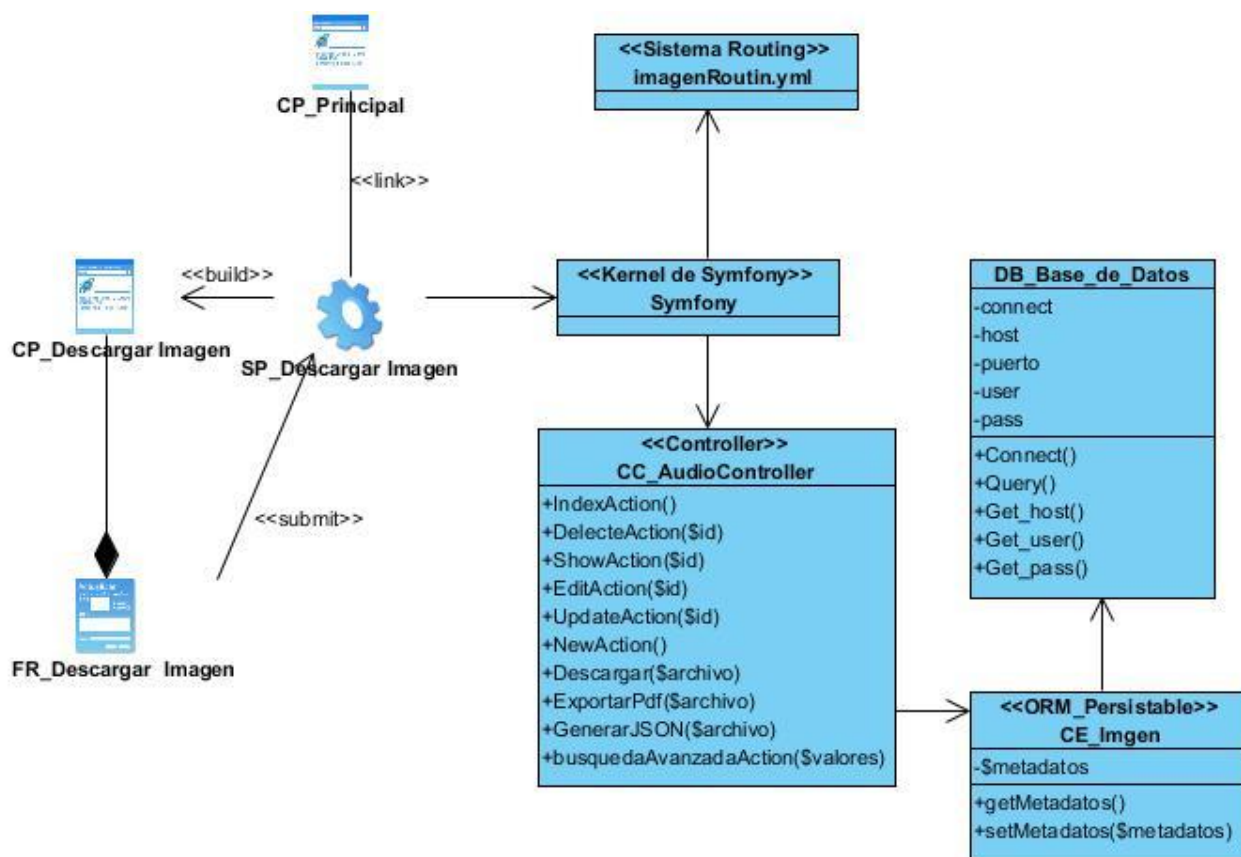 CP_Principal
<<link>>
<<build>>
CP_Descargar Imagen
SP_Descargar Imagen
<<submit>>
FR_Descargar Imagen
<<Sistema Routing>>
imagenRoutin.yml
<<Kernel de Symfony>>
Symfony
<<Controller>>
CC_AudioController
+IndexAction()
+DelecteAction($id)
+ShowAction($id)
+EditAction($id)
+UpdateAction($id)
+NewAction()
+Descargar($archivo)
+ExportarPdf($archivo)
+GenerarJSON($archivo)
+busquedaAvanzadaAction($valores)
DB_Base_de_Datos
-connect
-host
-puerto
-user
-pass
+Connect()
+Query()
+Get_host()
+Get_user()
+Get_pass()
<<ORM_Persistable>>
CE_Imgen
-$metadatos
+getMetadatos()
+setMetadatos($metadatos)